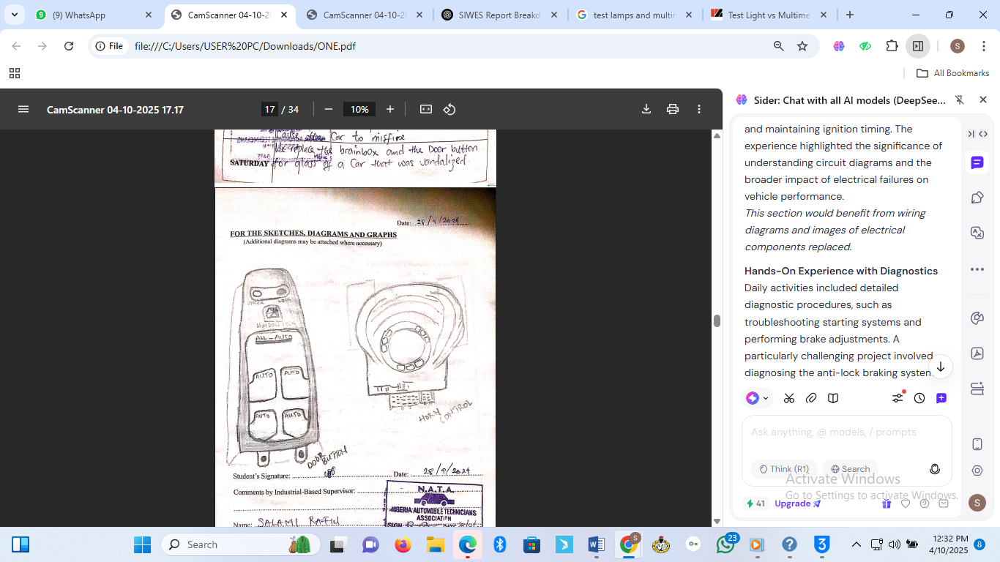 (9) WhatsApp
CamScanner 04-10-2
CamScanner 04-10-2
SIWES Report Breakd
test lamps and multim
Test Light vs Multime
File
file:///C:/Users/USER%20PC/Downloads/ONE.pdf
S
All Bookmarks
CamScanner 04-10-2025 17.17
17 / 34
10%
Car to misfire
We replace the brainbox and the Door button
SATURDAY for glass of a Car that was vandalized.
Date: 28/9/2024
FOR THE SKETCHES, DIAGRAMS AND GRAPHS
(Additional diagrams may be attached where necessary)
ALL-AUTO
AUTO AUTO
AUTO AUTO
DOOR BUTTON
HORN CONTROL
Student's Signature:
Date: 28/9/2024
Comments by Industrial-Based Supervisor:
N.A.T.A.
NIGERIA AUTOMOBILE TECHNICIANS
ASSOCIATION
SIGN
Name: SALAMI RAFIU
Sider: Chat with all AI models (DeepSee...
and maintaining ignition timing. The
experience highlighted the significance of
understanding circuit diagrams and the
broader impact of electrical failures on
vehicle performance.
This section would benefit from wiring
diagrams and images of electrical
components replaced.
Hands-On Experience with Diagnostics
Daily activities included detailed
diagnostic procedures, such as
troubleshooting starting systems and
performing brake adjustments. A
particularly challenging project involved
diagnosing the anti-lock braking system
Ask anything, @ models, / prompts
Think (R1)
Search
Activate Windows
Go to Settings to activate Windows.
41
Upgrade
S
Search
23
12:32 PM
4/10/2025
8